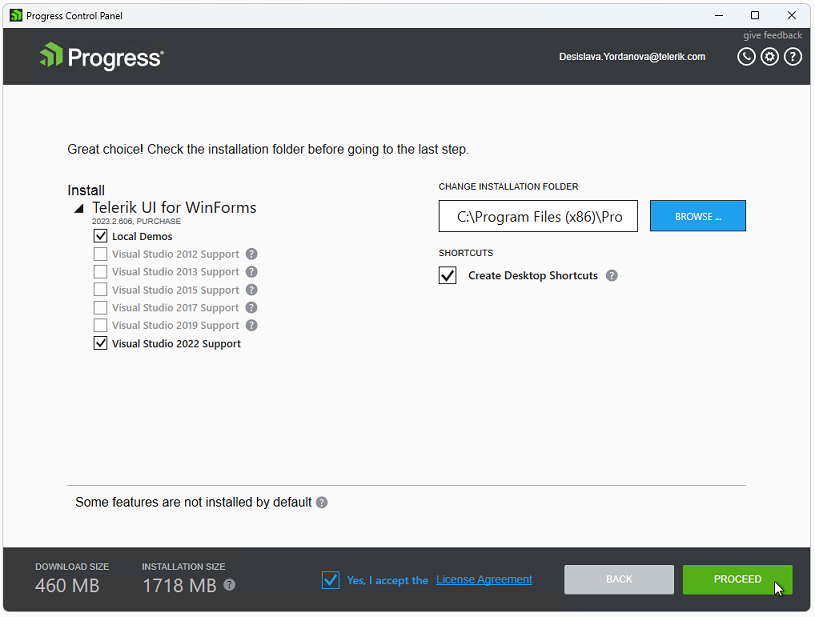 Progress Control Panel
give feedback
Progress®
Desislava.Yordanova@telerik.com
Great choice! Check the installation folder before going to the last step.
Install
Telerik UI for WinForms
2023.2.606, PURCHASE
Local Demos
Visual Studio 2012 Support ?
Visual Studio 2013 Support ?
Visual Studio 2015 Support ?
Visual Studio 2017 Support ?
Visual Studio 2019 Support ?
Visual Studio 2022 Support
CHANGE INSTALLATION FOLDER
C:\Program Files (x86)\Pro
BROWSE ...
SHORTCUTS
Create Desktop Shortcuts ?
Some features are not installed by default ?
DOWNLOAD SIZE
460 MB
INSTALLATION SIZE
1718 MB ?
Yes, I accept the License Agreement
BACK
PROCEED